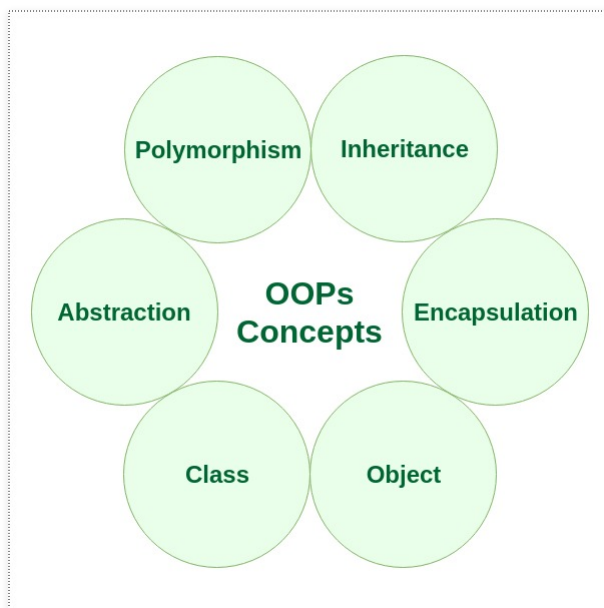 Polymorphism
Inheritance
Abstraction
OOPs
Concepts
Encapsulation
Class
Object